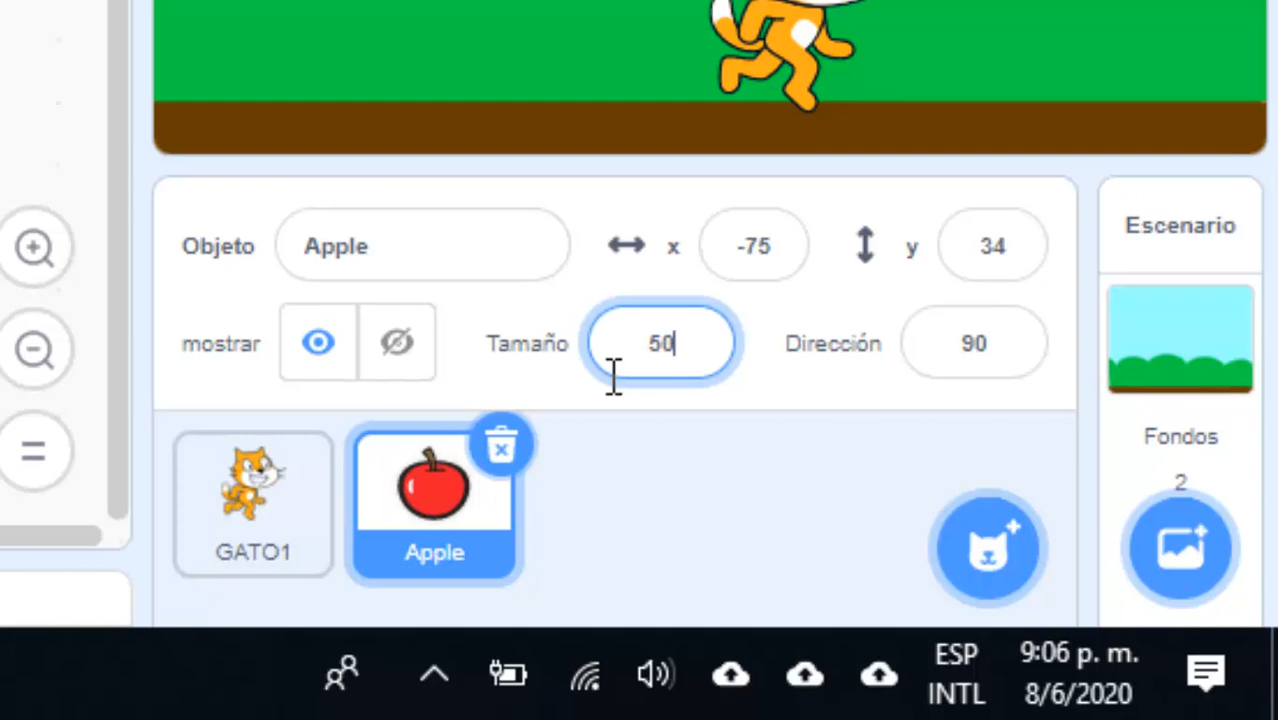 Objeto Apple x -75 y 34
mostrar Tamaño 50 Dirección 90
GATO1
Apple
Escenario
Fondos
2
ESP
INTL
9:06 p. m.
8/6/2020